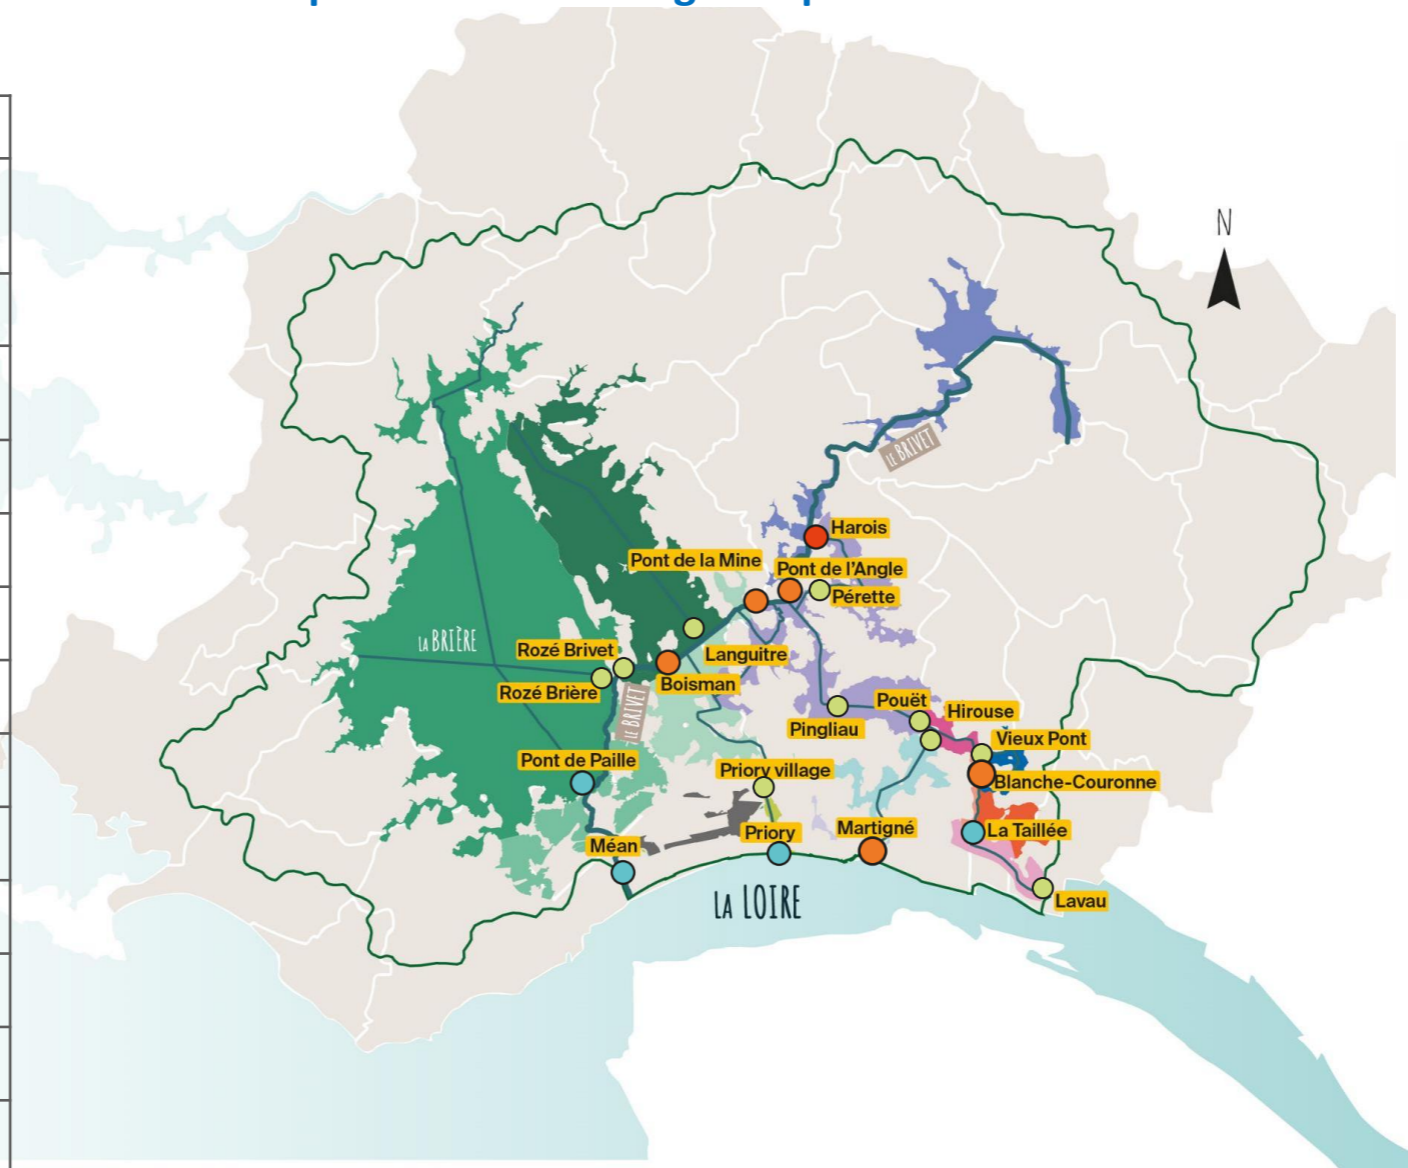 N
LE BRIVET
Harois
Pont de la Mine
Pont de l'Angle
Pérette
LA BRIÈRE
Rozé Brivet
Languitre
Rozé Brière
Boisman
LE BRIVET
Pouët
Hirouse
Pingliau
Vieux Pont
Pont de Paille
Priory village
Blanche-Couronne
Priory
Martigné
La Taillée
Méan
LA LOIRE
Lavau